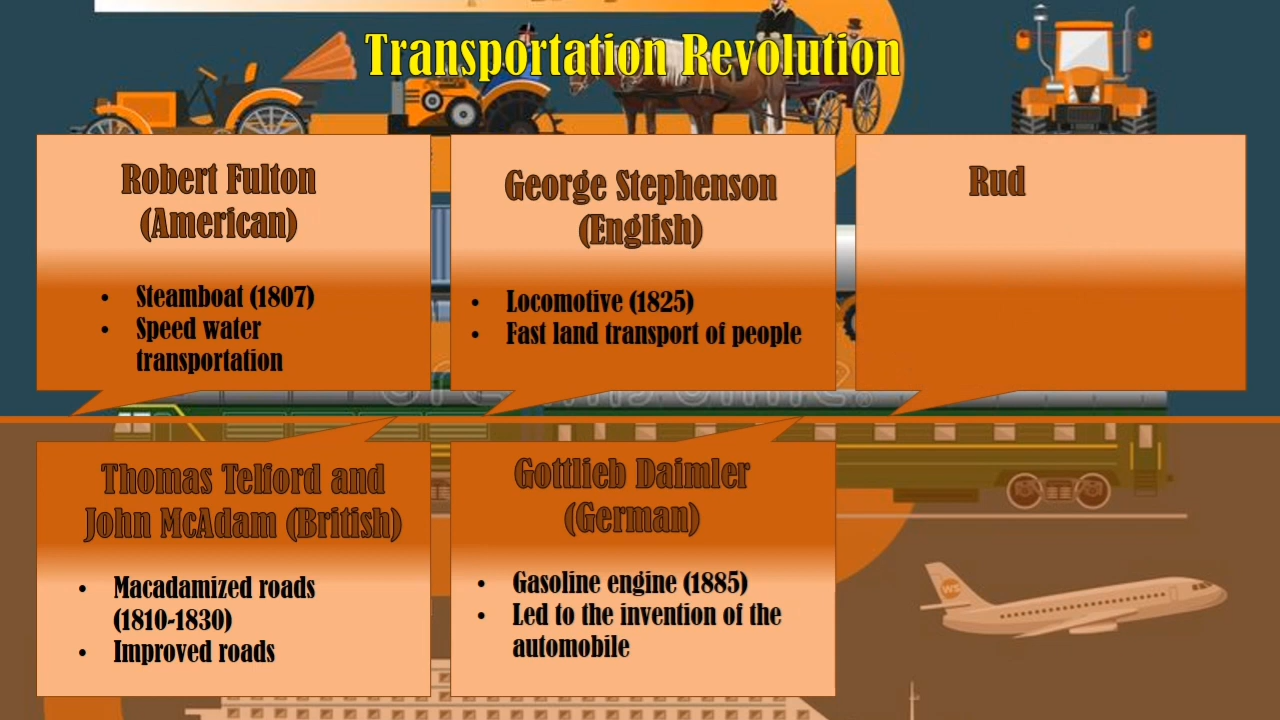 Transportation Revolution
Robert Fulton
(American)
• Steamboat (1807)
• Speed water
transportation
George Stephenson
(English)
• Locomotive (1825)
• Fast land transport of people
Rud
Thomas Telford and
John McAdam (British)
• Macadamized roads
(1810-1830)
• Improved roads
Gottlieb Daimler
(German)
• Gasoline engine (1885)
• Led to the invention of the
automobile